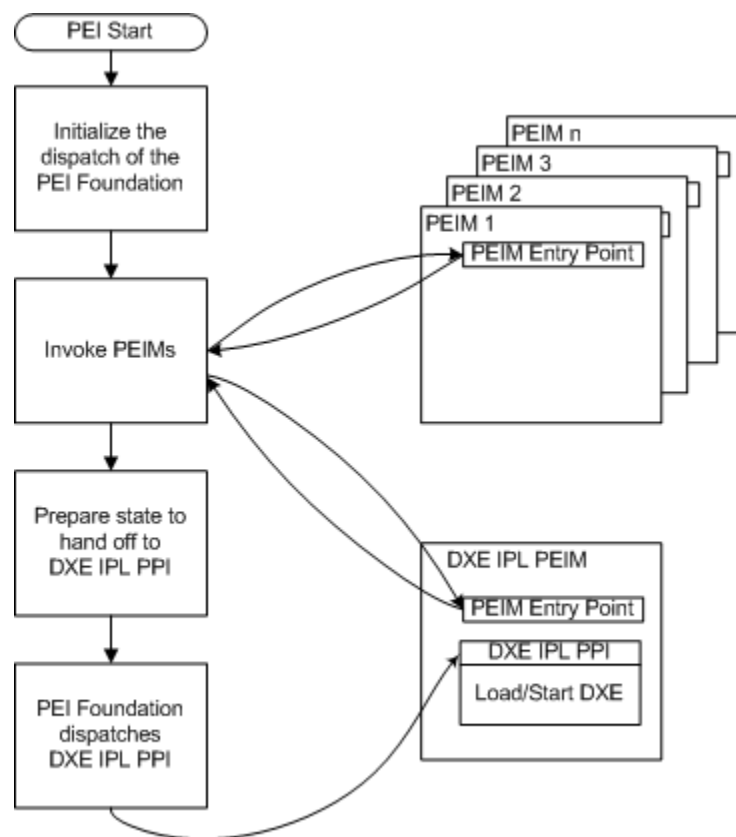 PEI Start
Initialize the
dispatch of the
PEI Foundation
Invoke PEIMs
Prepare state to
hand off to
DXE IPL PPI
PEI Foundation
dispatches
DXE IPL PPI
PEIM n
PEIM 3
PEIM 2
PEIM 1
PEIM Entry Point
DXE IPL PEIM
PEIM Entry Point
DXE IPL PPI
Load/Start DXE